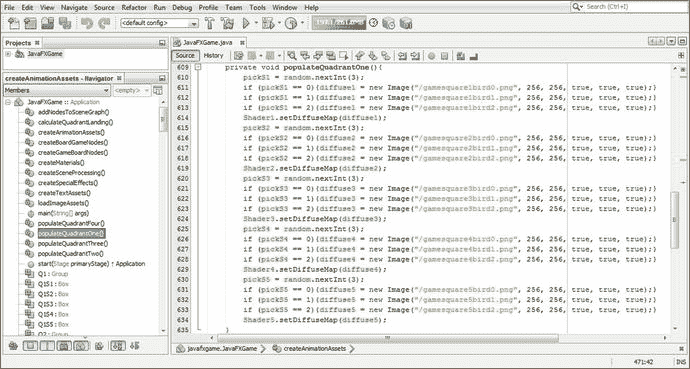 File Edit View Navigate Source Refactor Run Debug Profile Team Tools Window Help
Search (Ctrl+I)
<default config>
Projects
JavaFXGame
createAnimationAssets - Navigator
Members
<empty>
JavaFXGame :: Application
addNodesToSceneGraph()
calculateQuadrantLanding()
createAnimationAssets()
createBoardGameNodes()
createGameBoardNodes()
createMaterials()
createSceneProcessing()
createSpecialEffects()
createTextAssets()
loadImageAssets()
main(String[] args)
populateQuadrantFour()
populateQuadrantOne()
populateQuadrantThree()
populateQuadrantTwo()
start(Stage primaryStage) ↑ Application
Q1 : Group
Q1S1 : Box
Q1S2 : Box
Q1S3 : Box
Q1S4 : Box
Q1S5 : Box
JavaFXGame.java
Source History
609 private void populateQuadrantOne(){
610 pickS1 = random.nextInt(3);
611 if (pickS1 == 0){diffuse1 = new Image("/gamesquare1bird0.png", 256, 256, true, true, true);}
612 if (pickS1 == 1){diffuse1 = new Image("/gamesquare1bird1.png", 256, 256, true, true, true);}
613 if (pickS1 == 2){diffuse1 = new Image("/gamesquare1bird2.png", 256, 256, true, true, true);}
614 Shader1.setDiffuseMap(diffuse1);
615 pickS2 = random.nextInt(3);
616 if (pickS2 == 0){diffuse2 = new Image("/gamesquare2bird0.png", 256, 256, true, true, true);}
617 if (pickS2 == 1){diffuse2 = new Image("/gamesquare2bird1.png", 256, 256, true, true, true);}
618 if (pickS2 == 2){diffuse2 = new Image("/gamesquare2bird2.png", 256, 256, true, true, true);}
619 Shader2.setDiffuseMap(diffuse2);
620 pickS3 = random.nextInt(3);
621 if (pickS3 == 0){diffuse3 = new Image("/gamesquare3bird0.png", 256, 256, true, true, true);}
622 if (pickS3 == 1){diffuse3 = new Image("/gamesquare3bird1.png", 256, 256, true, true, true);}
623 if (pickS3 == 2){diffuse3 = new Image("/gamesquare3bird2.png", 256, 256, true, true, true);}
624 Shader3.setDiffuseMap(diffuse3);
625 pickS4 = random.nextInt(3);
626 if (pickS4 == 0){diffuse4 = new Image("/gamesquare4bird0.png", 256, 256, true, true, true);}
627 if (pickS4 == 1){diffuse4 = new Image("/gamesquare4bird1.png", 256, 256, true, true, true);}
628 if (pickS4 == 2){diffuse4 = new Image("/gamesquare4bird2.png", 256, 256, true, true, true);}
629 Shader4.setDiffuseMap(diffuse4);
630 pickS5 = random.nextInt(3);
631 if (pickS5 == 0){diffuse5 = new Image("/gamesquare5bird0.png", 256, 256, true, true, true);}
632 if (pickS5 == 1){diffuse5 = new Image("/gamesquare5bird1.png", 256, 256, true, true, true);}
633 if (pickS5 == 2){diffuse5 = new Image("/gamesquare5bird2.png", 256, 256, true, true, true);}
634 Shader5.setDiffuseMap(diffuse5);
635 }
javafxgame.JavaFXGame
createAnimationAssets
471:42
INS